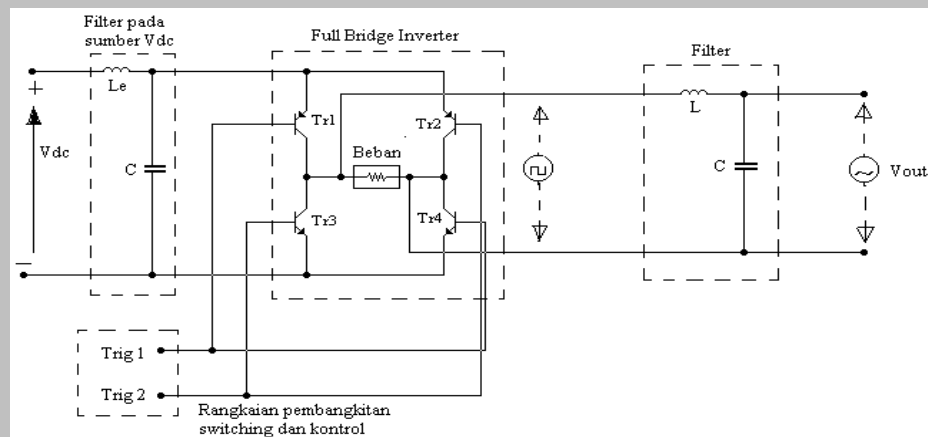 Filter pada
sumber Vdc
Full Bridge Inverter
Filter
+
Le
Tr1
Tr2
L
Vdc
C
Beban
C
Vout
Tr3
Tr4
−
Trig 1
Trig 2
Rangkaian pembangkitan
switching dan kontrol